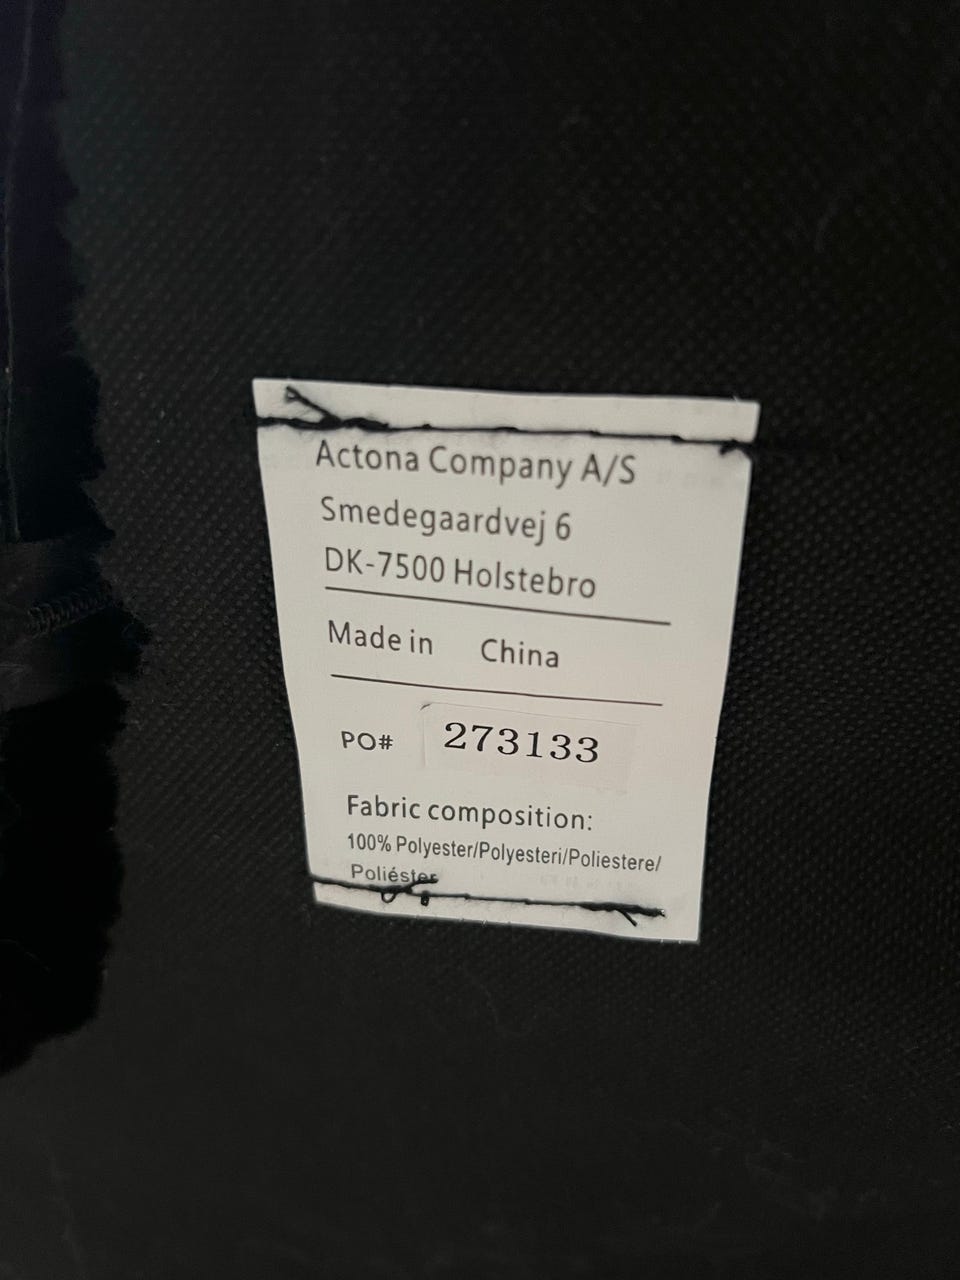 Actona Company A/S
Smedegaardvej 6
DK-7500 Holstebro
Made in China
PO# 273133
Fabric composition:
100% Polyester/Polyesteri/Poliestere/
Poliéster